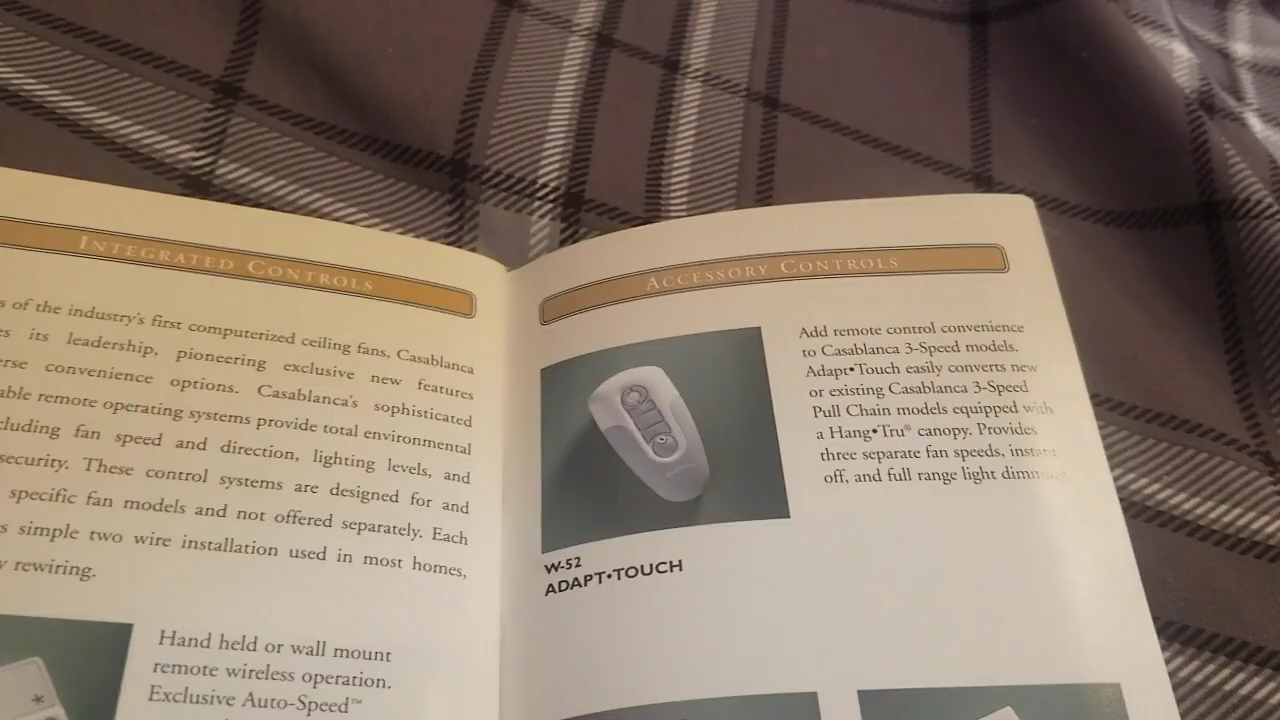 INTEGRATED CONTROLS
s of the industry's first computerized ceiling fans, Casablanca
es its leadership, pioneering exclusive new features
erse convenience options. Casablanca's sophisticated
able remote operating systems provide total environmental
cluding fan speed and direction, lighting levels, and
security. These control systems are designed for and
specific fan models and not offered separately. Each
s simple two wire installation used in most homes,
y rewiring.
Hand held or wall mount
remote wireless operation.
Exclusive Auto-Speed™
ACCESSORY CONTROLS
Add remote control convenience
to Casablanca 3-Speed models.
Adapt•Touch easily converts new
or existing Casablanca 3-Speed
Pull Chain models equipped with
a Hang•Tru® canopy. Provides
three separate fan speeds, instant
off, and full range light dimming.
W-52
ADAPT•TOUCH